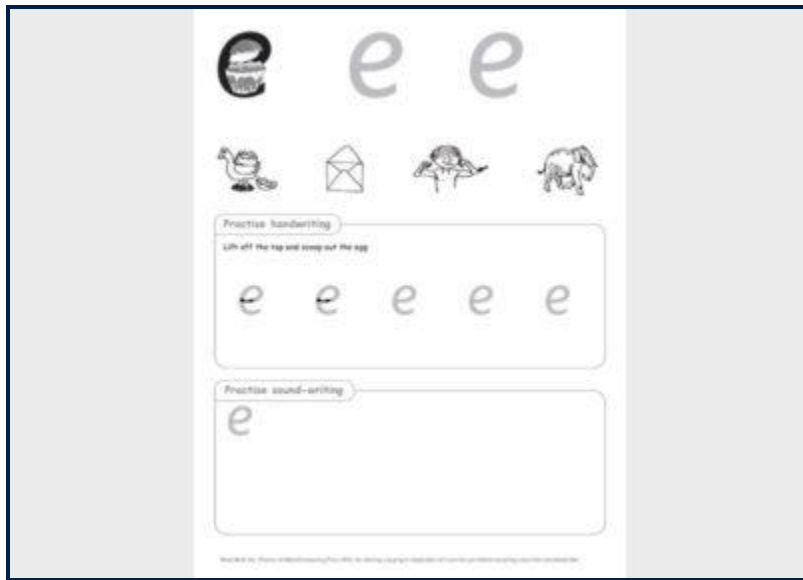 e e e
Practise handwriting
Lift off the top and scoop out the egg
e e e e e
Practise sound-writing
e